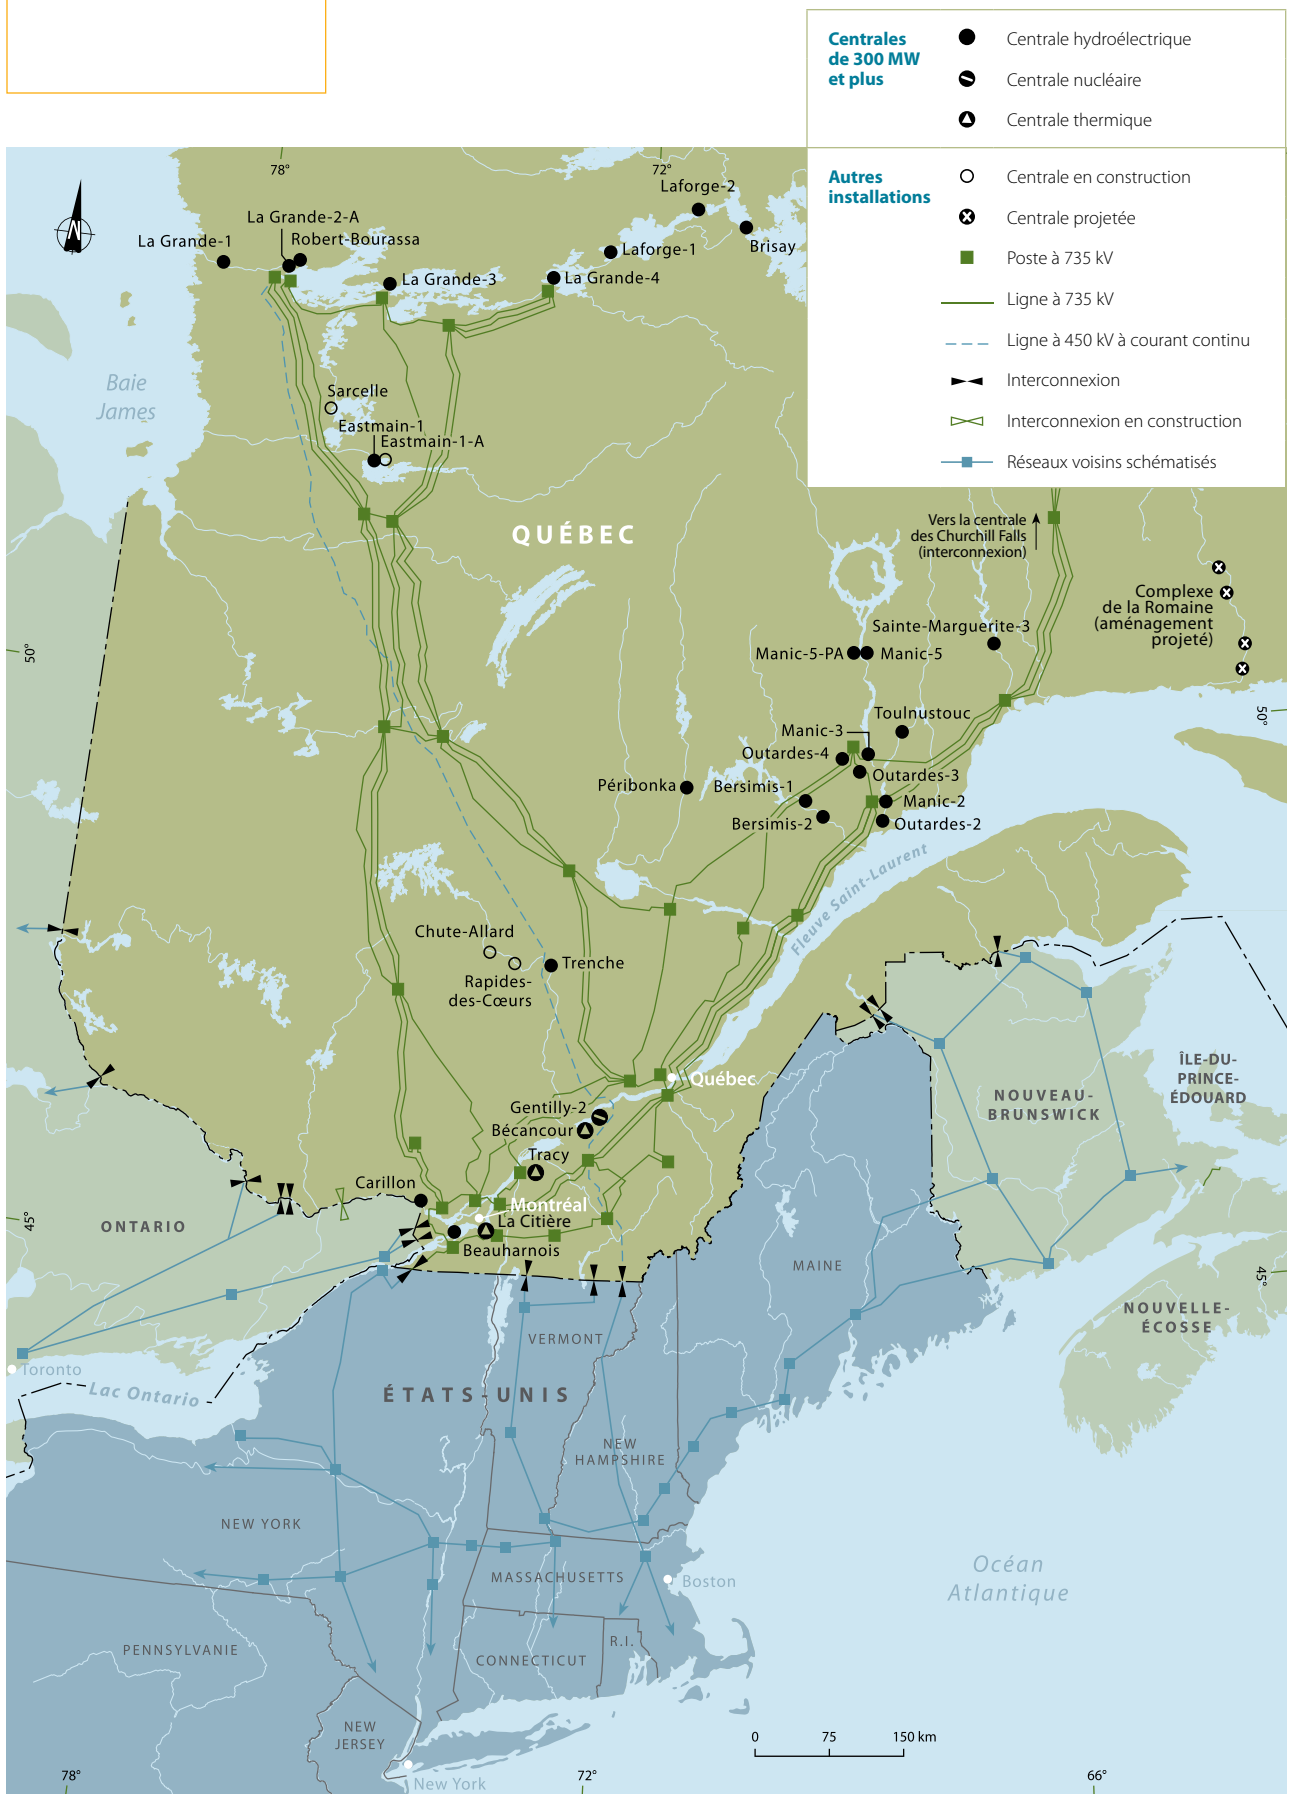 Centrales
de 300 MW
et plus
Centrale hydroélectrique
Centrale nucléaire
Centrale thermique
Autres
installations
Centrale en construction
Centrale projetée
Poste à 735 kV
Ligne à 735 kV
Ligne à 450 kV à courant continu
Interconnexion
Interconnexion en construction
Réseaux voisins schématisés
78°
72°
N
La Grande-1
La Grande-2-A
Robert-Bourassa
La Grande-3
La Grande-4
Laforge-1
Laforge-2
Brisay
Baie
James
Sarcelle
Eastmain-1
Eastmain-1-A
QUÉBEC
Vers la centrale
des Churchill Falls
(interconnexion)
Complexe
de la Romaine
(aménagement
projeté)
Sainte-Marguerite-3
Manic-5-PA
Manic-5
50°
50°
Toulnustouc
Manic-3
Outardes-4
Outardes-3
Péribonka
Bersimis-1
Manic-2
Bersimis-2
Outardes-2
Fleuve Saint-Laurent
Chute-Allard
Rapides-
des-Cœurs
Trenche
Québec
Gentilly-2
Bécancour
Tracy
Carillon
Montréal
La Citière
Beauharnois
ÎLE-DU-
PRINCE-
ÉDOUARD
NOUVEAU-
BRUNSWICK
45°
ONTARIO
45°
MAINE
NOUVELLE-
ÉCOSSE
VERMONT
Toronto
Lac Ontario
ÉTATS-UNIS
NEW
HAMPSHIRE
NEW YORK
MASSACHUSETTS
Boston
Océan
Atlantique
PENNSYLVANIE
CONNECTICUT
R.I.
NEW
JERSEY
New York
0
75
150 km
78°
72°
66°